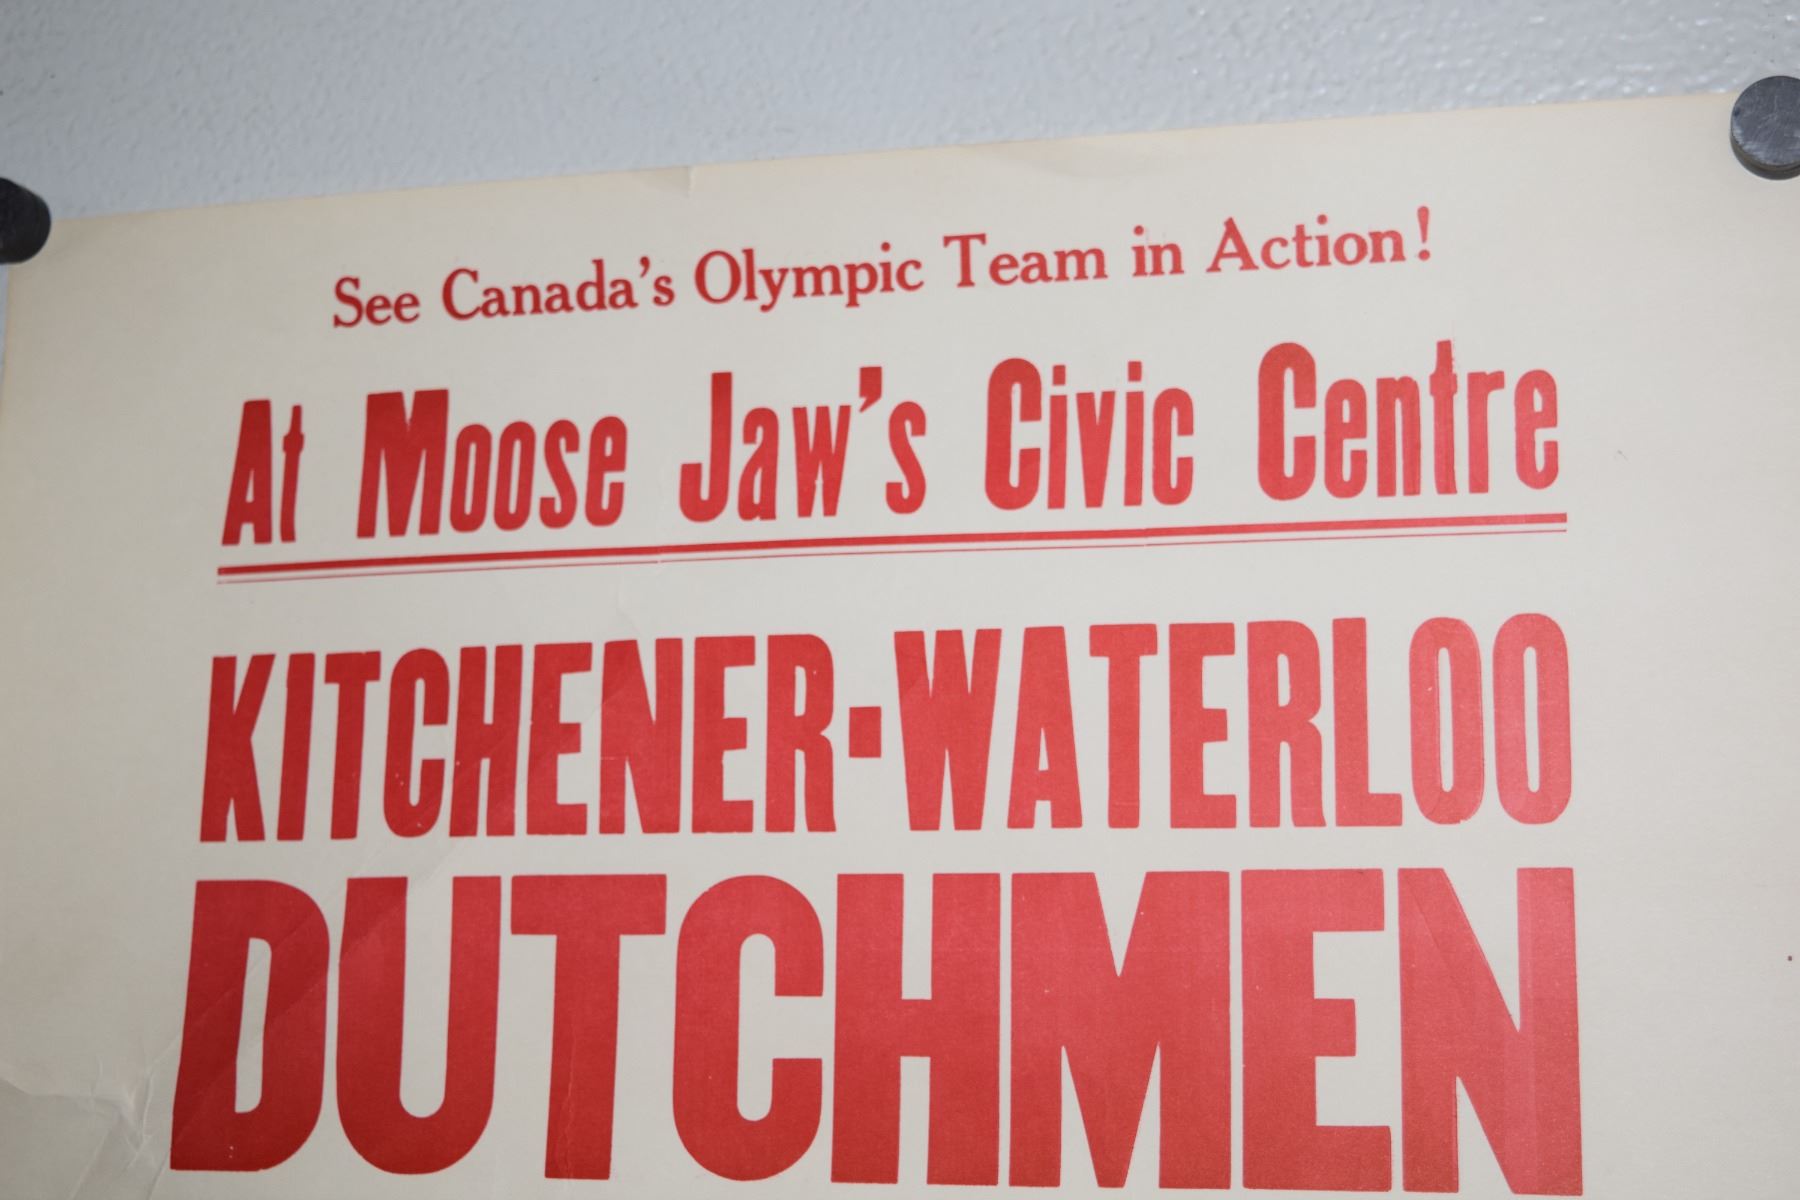 See Canada's Olympic Team in Action!
At Moose Jaw's Civic Centre
KITCHENER-WATERLOO
DUTCHMEN